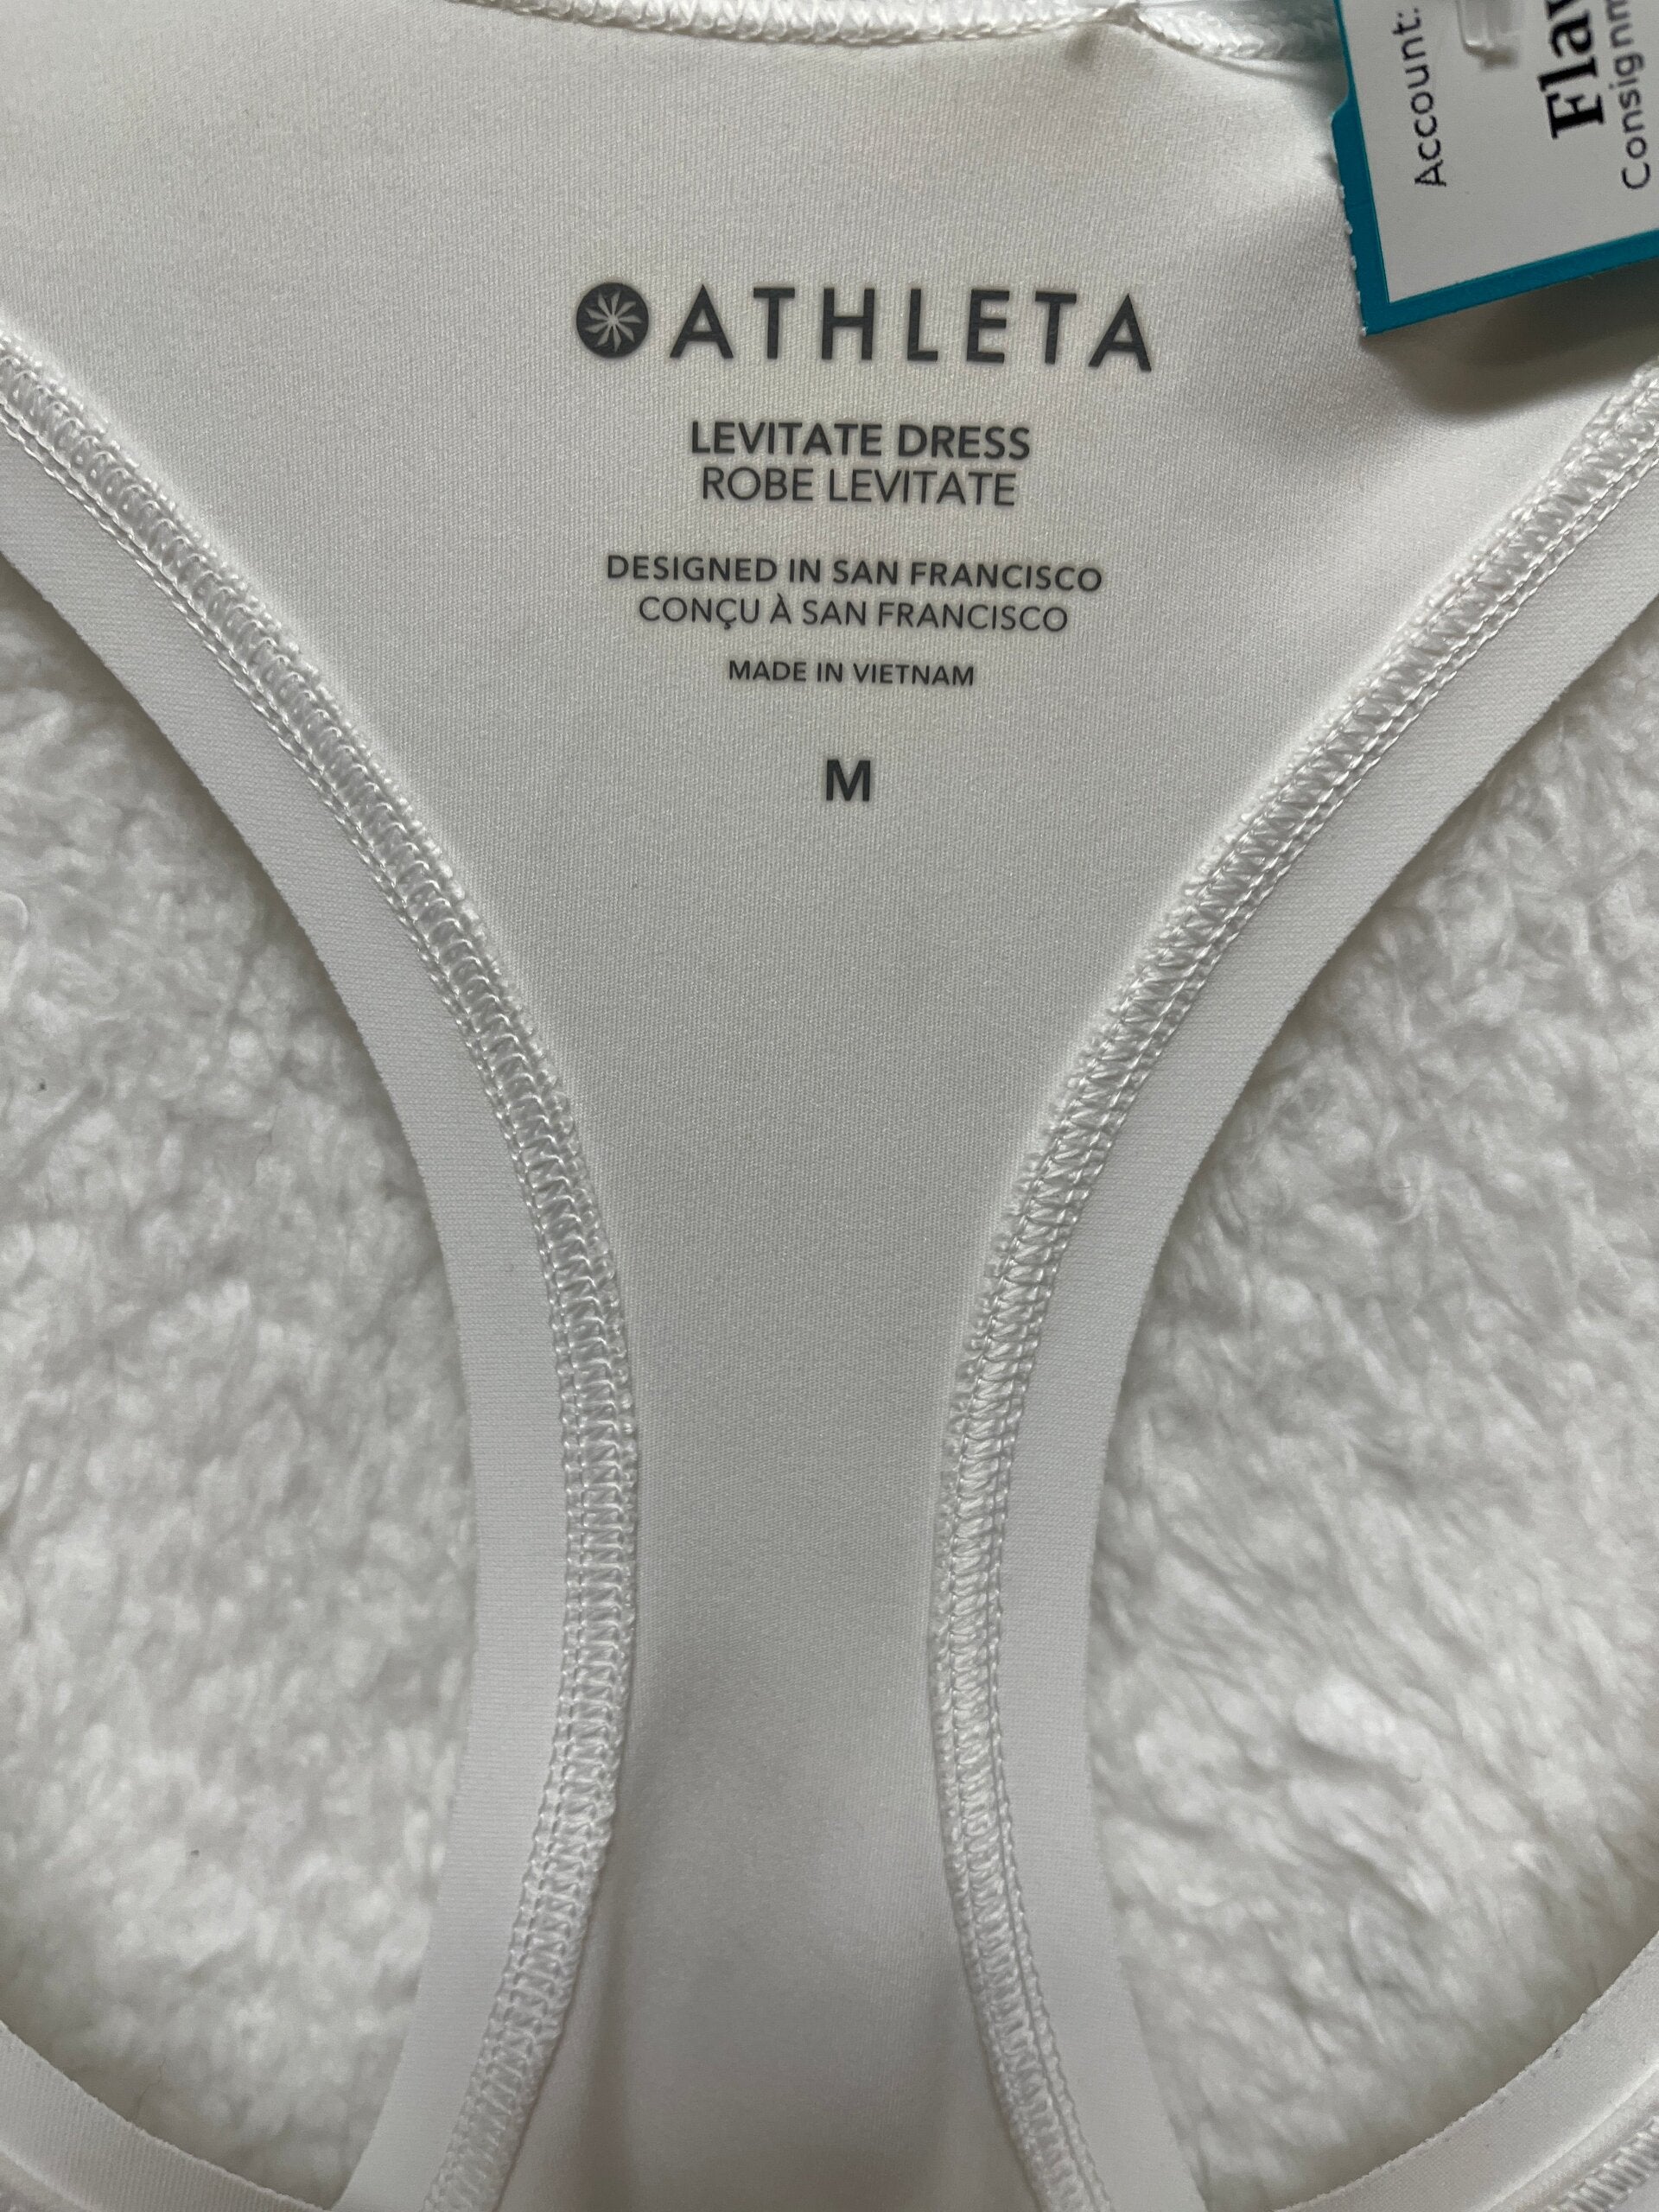 ATHLETA
LEVITATE DRESS
ROBE LEVITATE
DESIGNED IN SAN FRANCISCO
CONÇU À SAN FRANCISCO
MADE IN VIETNAM
M
Account: